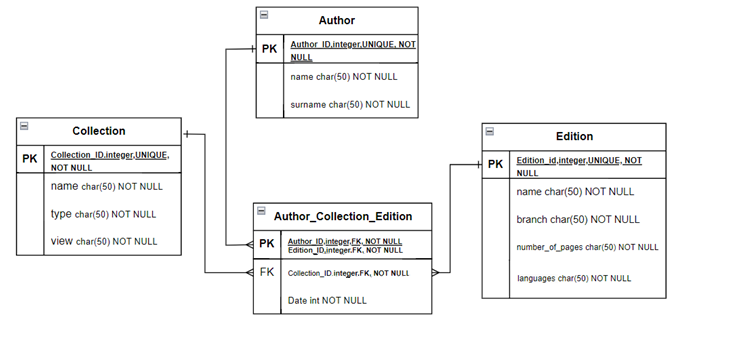 Author
PK
Author_ID,integer,UNIQUE, NOT
NULL
name char(50) NOT NULL
surname char(50) NOT NULL
Collection
PK
Collection_ID.integer,UNIQUE,
NOT NULL
name char(50) NOT NULL
type char(50) NOT NULL
view char(50) NOT NULL
Edition
PK
Edition_id,integer,UNIQUE, NOT
NULL
name char(50) NOT NULL
branch char(50) NOT NULL
number_of_pages char(50) NOT NULL
languages char(50) NOT NULL
Author_Collection_Edition
PK
Author_ID,integer,FK, NOT NULL
Edition_ID,integer.FK, NOT NULL
FK
Collection_ID.integer.FK, NOT NULL
Date int NOT NULL